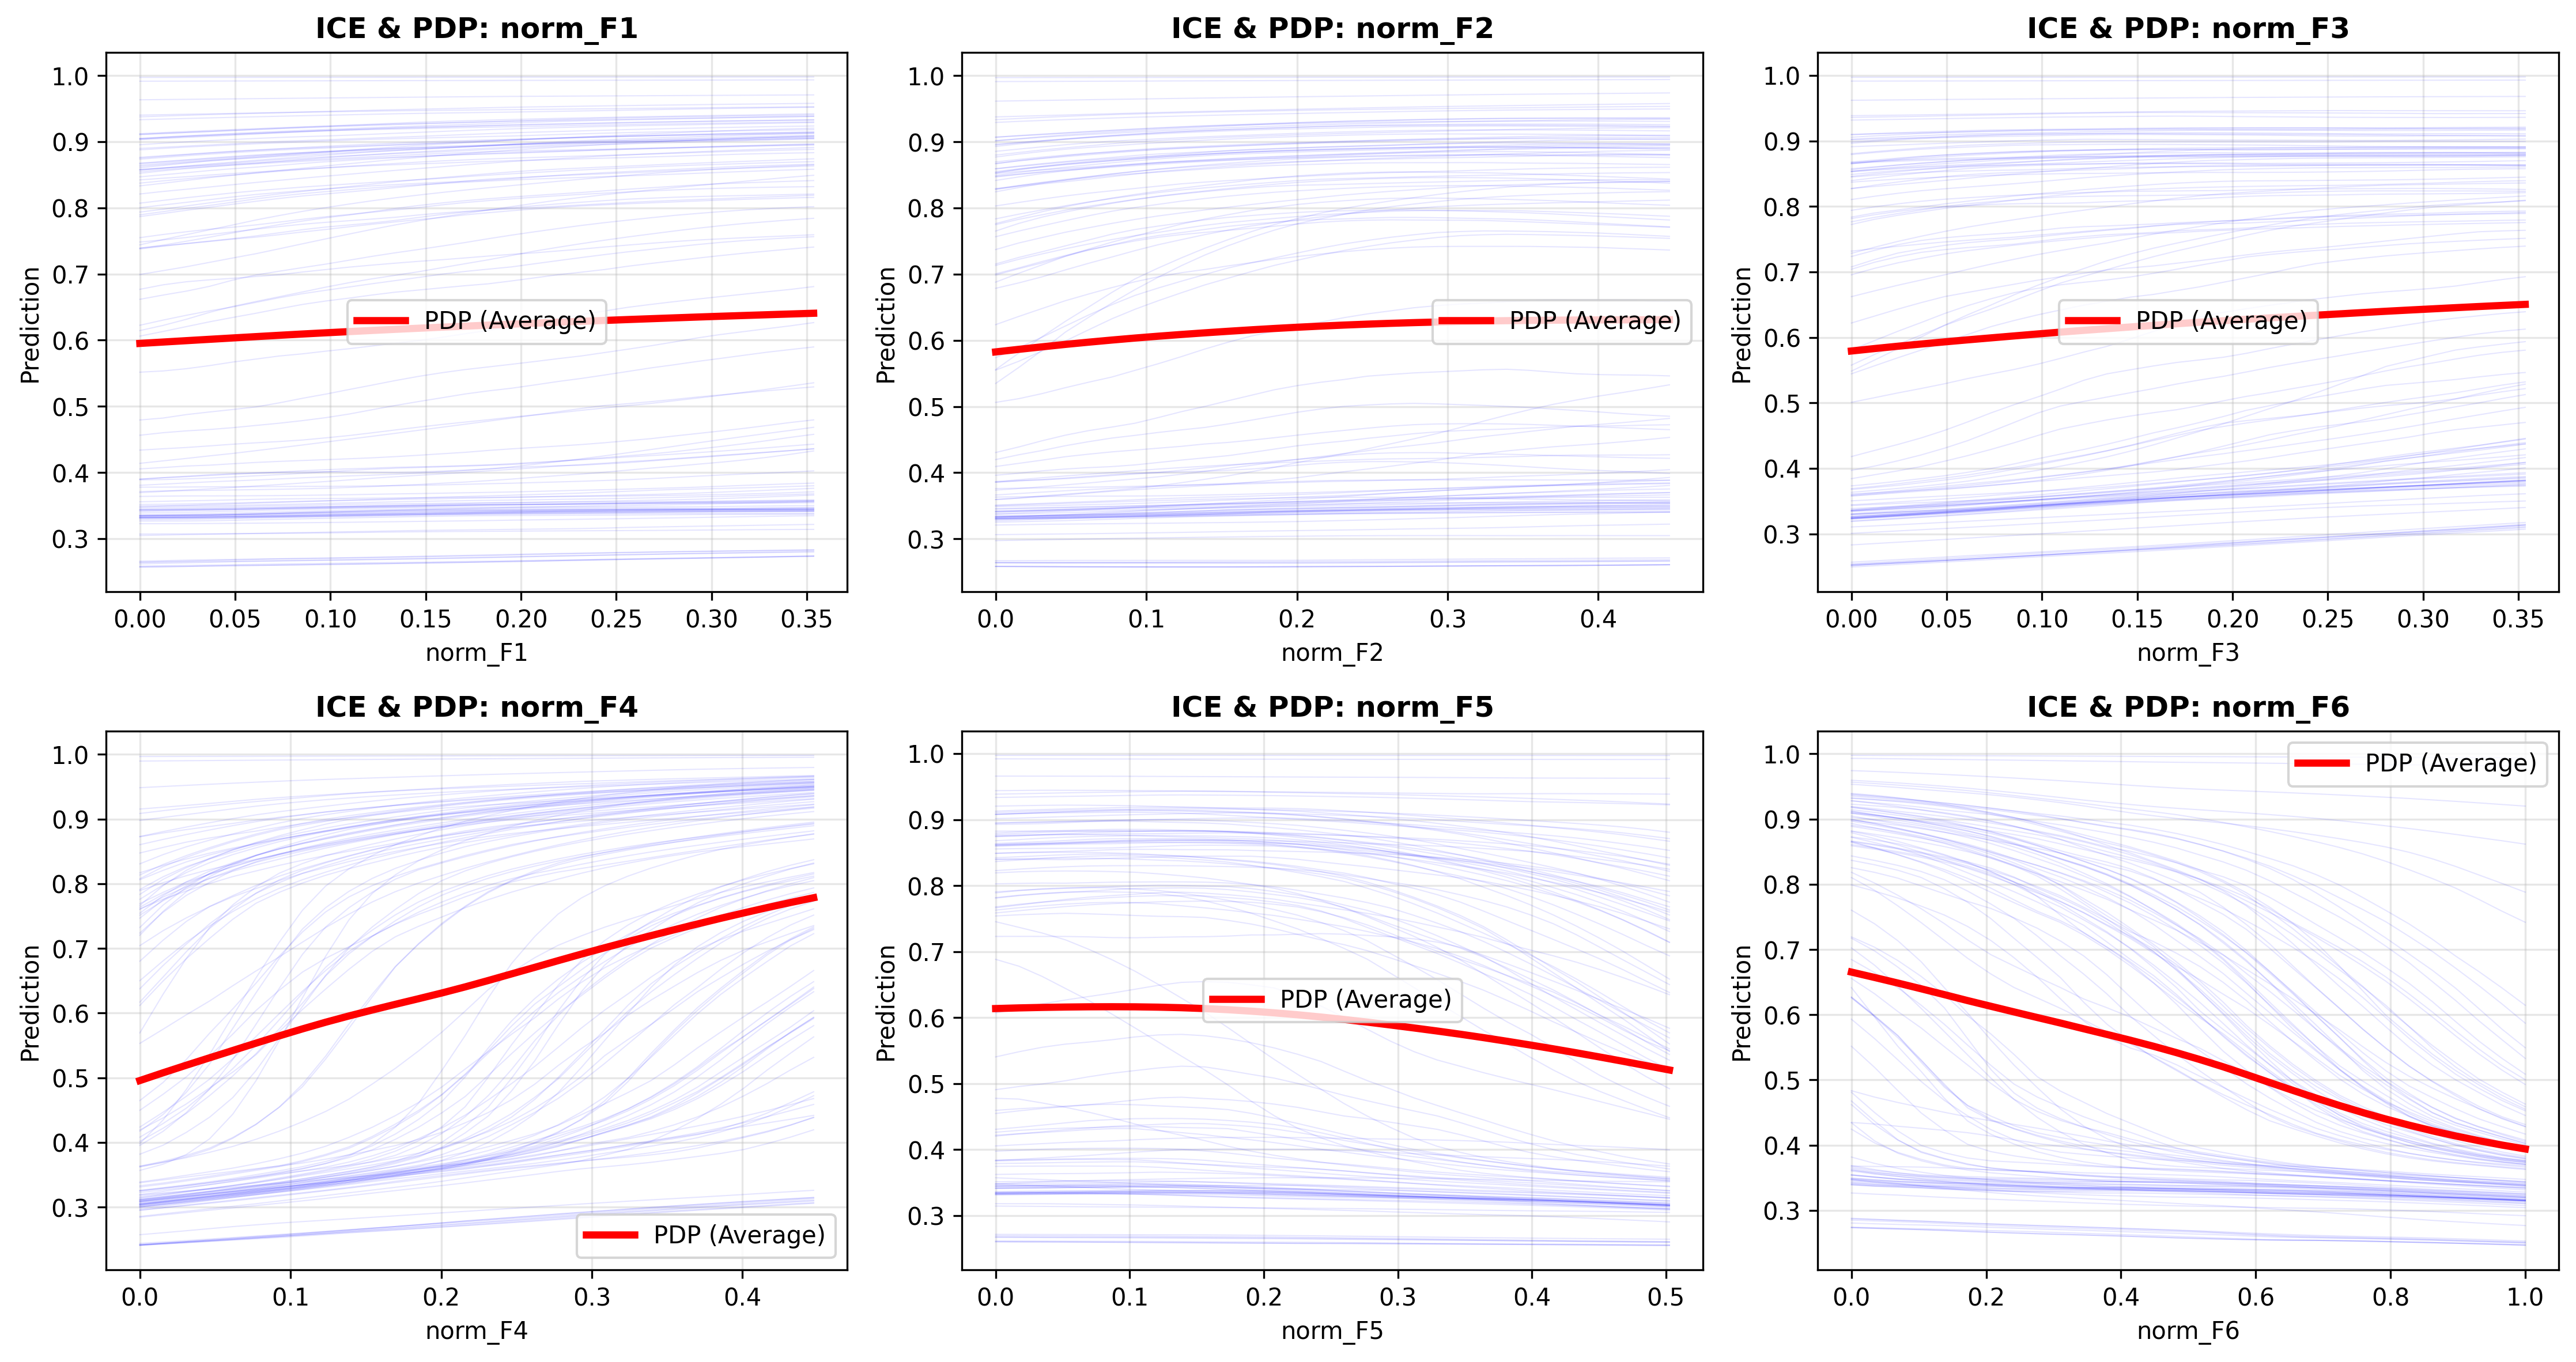 ICE & PDP: norm_F1
1.0
0.9
0.8
0.7
0.6
0.5
0.4
0.3
Prediction
PDP (Average)
0.00 0.05 0.10 0.15 0.20 0.25 0.30 0.35
norm_F1
ICE & PDP: norm_F2
1.0
0.9
0.8
0.7
0.6
0.5
0.4
0.3
Prediction
PDP (Average)
0.0 0.1 0.2 0.3 0.4
norm_F2
ICE & PDP: norm_F3
1.0
0.9
0.8
0.7
0.6
0.5
0.4
0.3
Prediction
PDP (Average)
0.00 0.05 0.10 0.15 0.20 0.25 0.30 0.35
norm_F3
ICE & PDP: norm_F4
1.0
0.9
0.8
0.7
0.6
0.5
0.4
0.3
Prediction
PDP (Average)
0.0 0.1 0.2 0.3 0.4
norm_F4
ICE & PDP: norm_F5
1.0
0.9
0.8
0.7
0.6
0.5
0.4
0.3
Prediction
PDP (Average)
0.0 0.1 0.2 0.3 0.4 0.5
norm_F5
ICE & PDP: norm_F6
1.0
0.9
0.8
0.7
0.6
0.5
0.4
0.3
Prediction
PDP (Average)
0.0 0.2 0.4 0.6 0.8 1.0
norm_F6